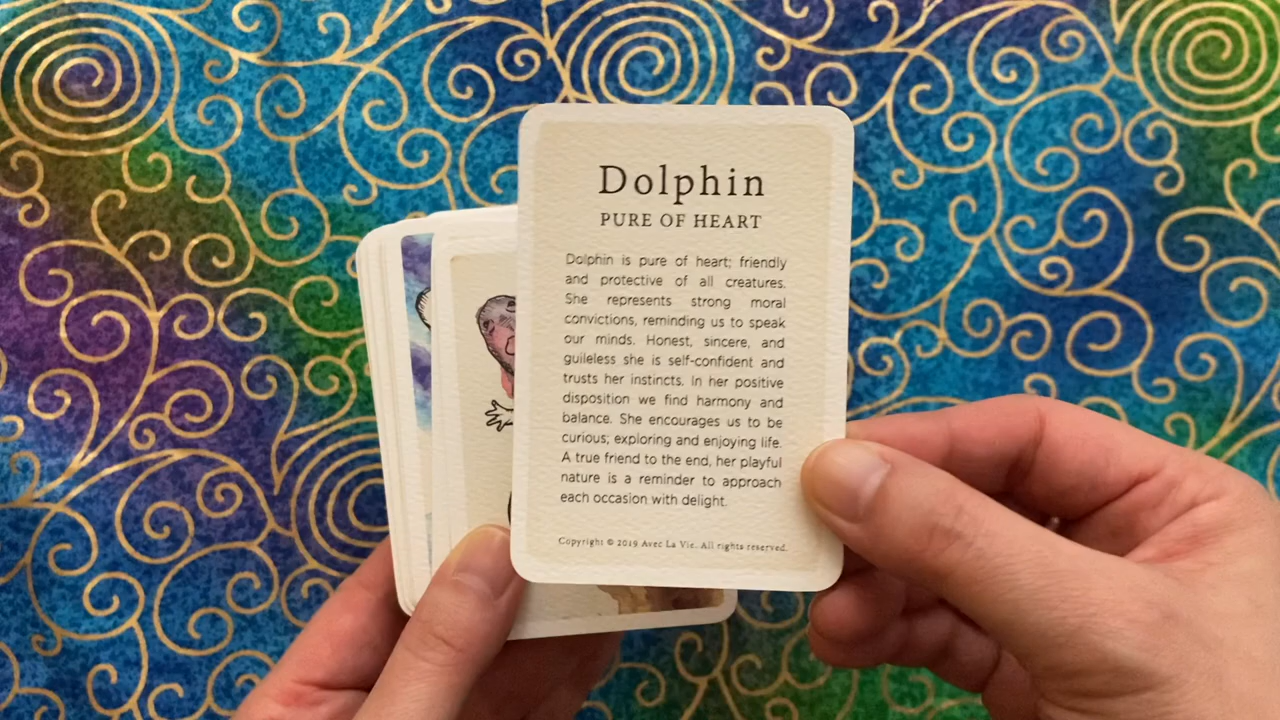 Dolphin
PURE OF HEART
Dolphin is pure of heart; friendly
and protective of all creatures.
She represents strong moral
convictions, reminding us to speak
our minds. Honest, sincere, and
guileless she is self-confident and
trusts her instincts. In her positive
disposition we find harmony and
balance. She encourages us to be
curious; exploring and enjoying life.
A true friend to the end, her playful
nature is a reminder to approach
each occasion with delight.
Copyright © 2019 Avec La Vie. All rights reserved.